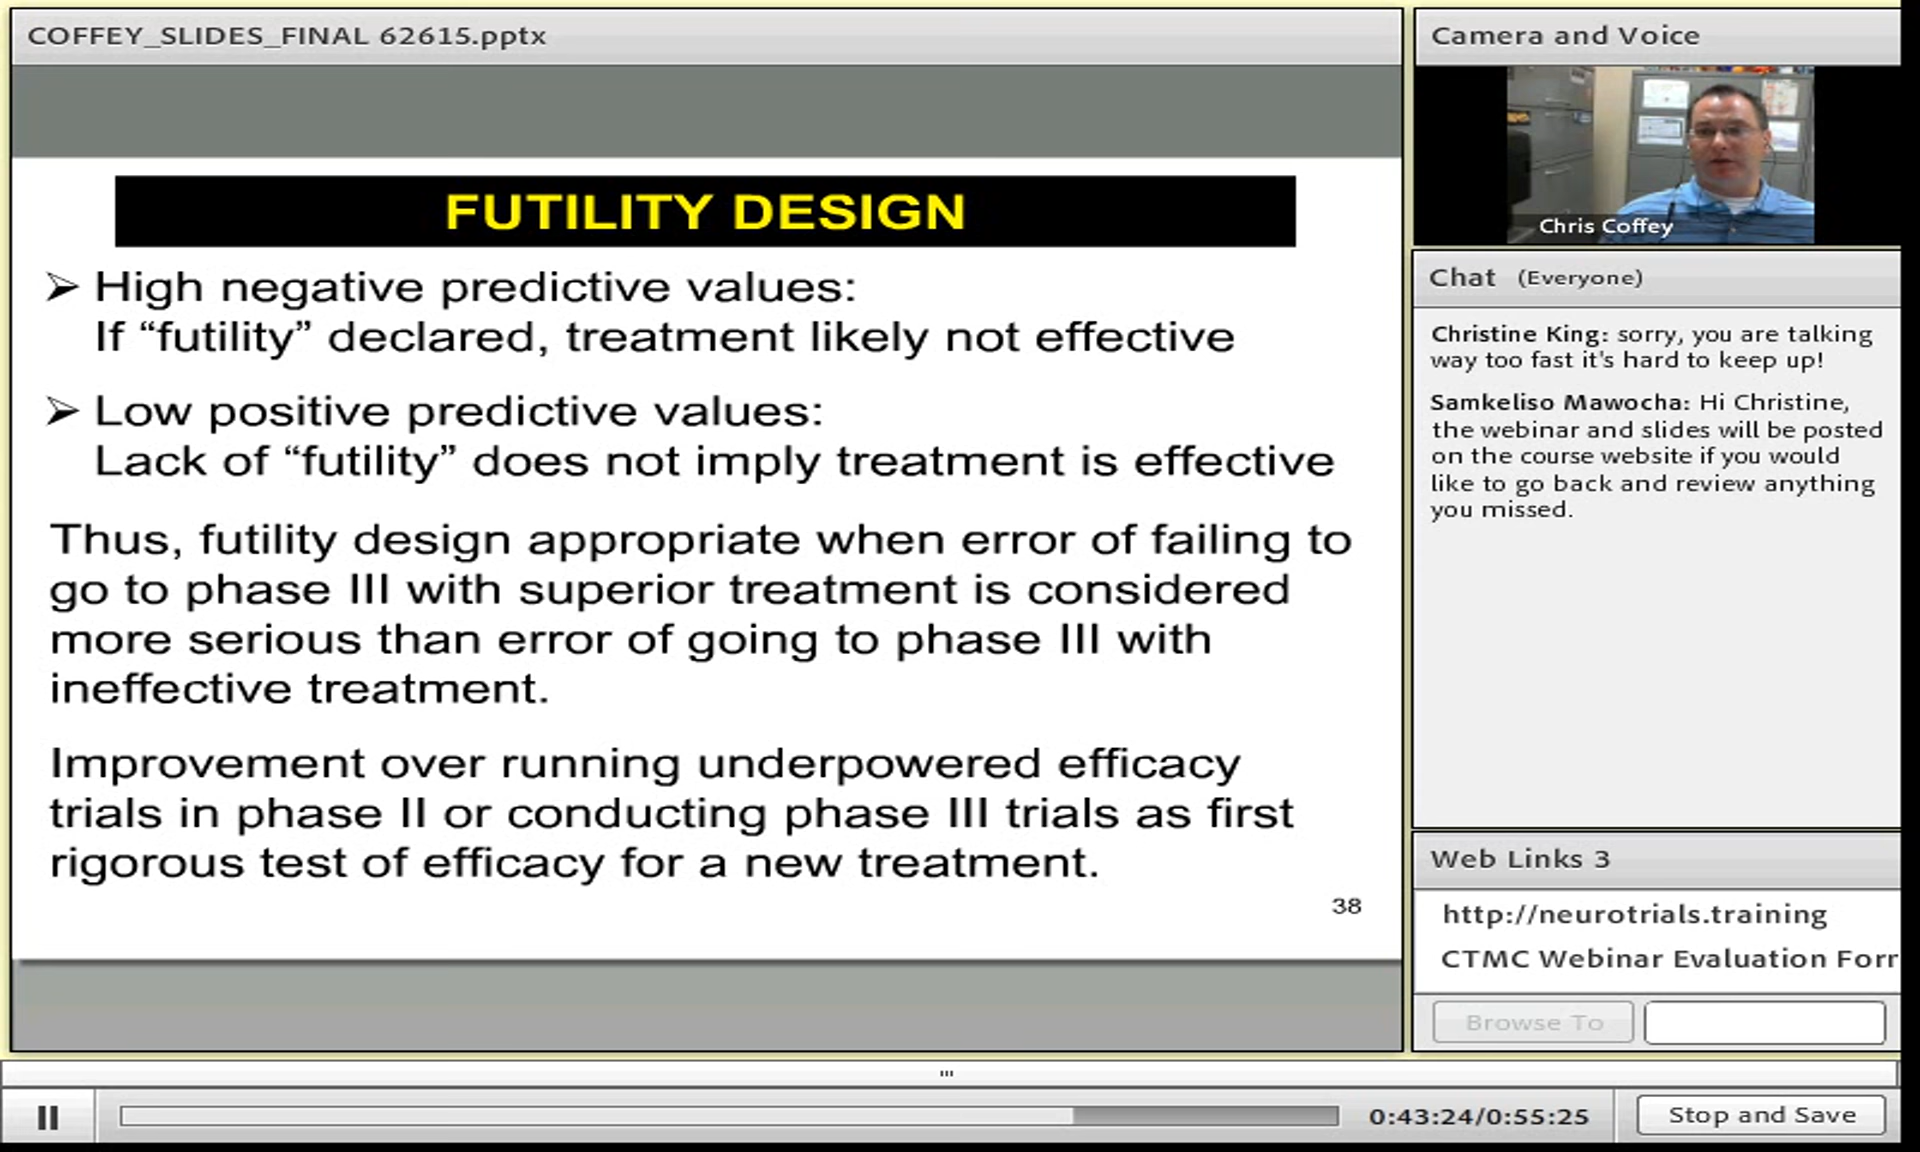 COFFEY_SLIDES_FINAL 62615.pptx
FUTILITY DESIGN
➢ High negative predictive values:
If “futility” declared, treatment likely not effective
➢ Low positive predictive values:
Lack of “futility” does not imply treatment is effective
Thus, futility design appropriate when error of failing to
go to phase III with superior treatment is considered
more serious than error of going to phase III with
ineffective treatment.
Improvement over running underpowered efficacy
trials in phase II or conducting phase III trials as first
rigorous test of efficacy for a new treatment.
38
Camera and Voice
Chris Coffey
Chat (Everyone)
Christine King: sorry, you are talking
way too fast it's hard to keep up!
Samkeliso Mawocha: Hi Christine,
the webinar and slides will be posted
on the course website if you would
like to go back and review anything
you missed.
Web Links 3
http://neurotrials.training
CTMC Webinar Evaluation Forr
Browse To
0:43:24/0:55:25
Stop and Save